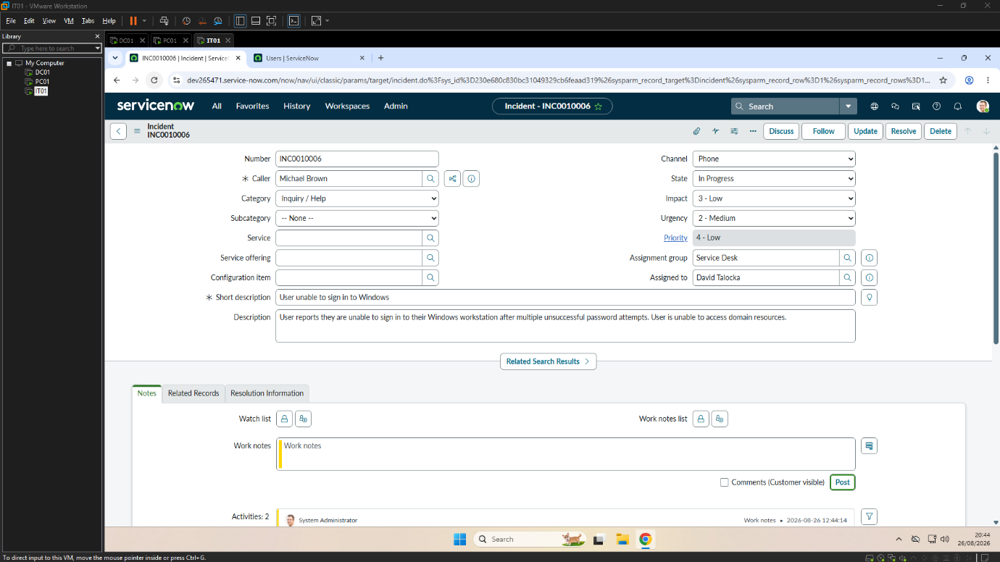 IT01 - VMware Workstation
File Edit View VM Tabs Help
Library
Type here to search
My Computer
DC01
PC01
IT01
DC01 PC01 IT01
INC0010006 | Incident | Service
Users | ServiceNow
dev265471.service-now.com/now/nav/ui/classic/params/target/incident.do%3Fsys_id%3D230e680c830bc31049329cb6feaad319%26sysparm_record_target%3Dincident%26sysparm_record_row%3D1%26sysparm_record_rows%3D1...
servicenow All Favorites History Workspaces Admin Incident - INC0010006 Search
Incident
INC0010006
Discuss Follow Update Resolve Delete
Number INC0010006 Channel Phone
Caller Michael Brown State In Progress
Category Inquiry / Help Impact 3 - Low
Subcategory -- None -- Urgency 2 - Medium
Service Priority 4 - Low
Service offering Assignment group Service Desk
Configuration item Assigned to David Talocka
Short description User unable to sign in to Windows
Description User reports they are unable to sign in to their Windows workstation after multiple unsuccessful password attempts. User is unable to access domain resources.
Related Search Results
Notes Related Records Resolution Information
Watch list Work notes list
Work notes Work notes
Comments (Customer visible) Post
Activities: 2 System Administrator Work notes • 2026-08-26 12:44:14
Search
20:44
26/08/2026
To direct input to this VM, move the mouse pointer inside or press Ctrl+G.